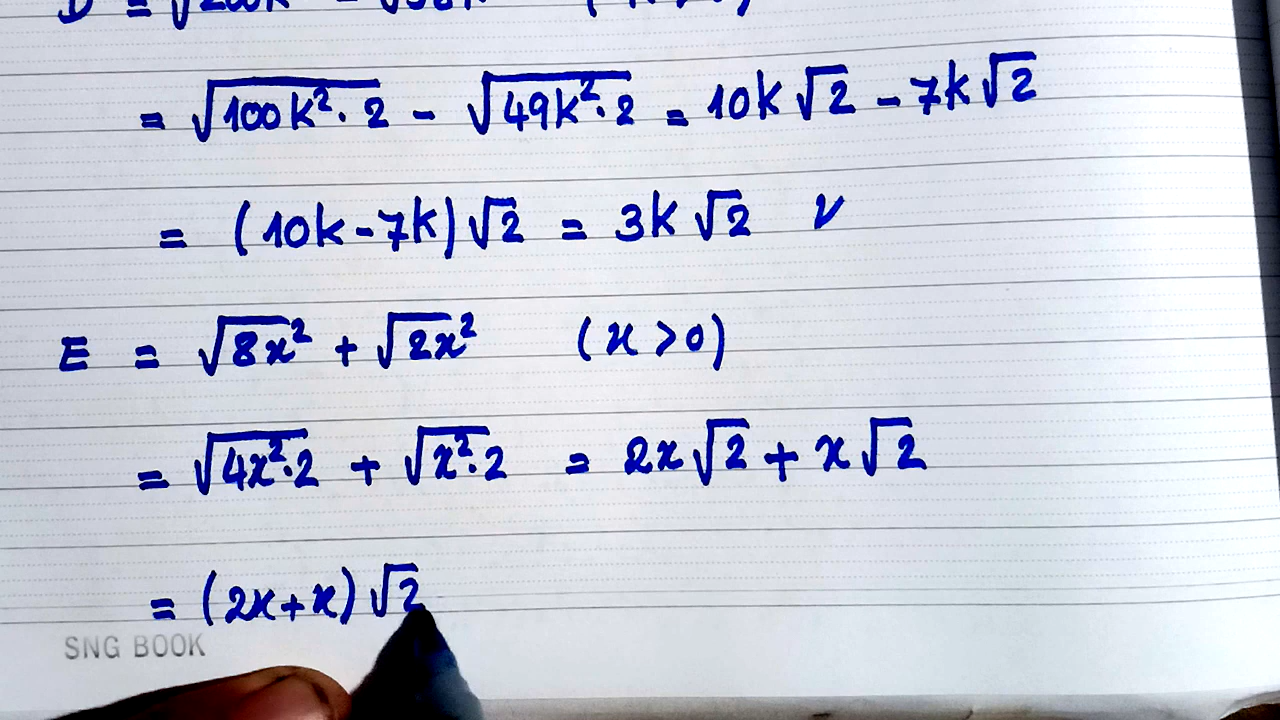 = √100k²·2 - √49k²·2 = 10k√2 - 7k√2
= (10k-7k)√2 = 3k√2 v
E = √8x² + √2x² (x>0)
= √4x²·2 + √x²·2 = 2x√2 + x√2
= (2x+x)√2
SNG BOOK